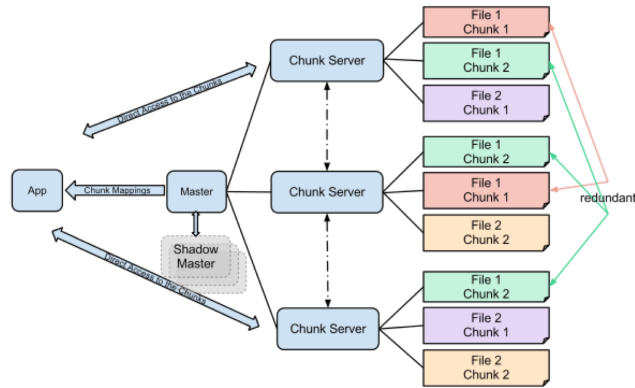 File 1
Chunk 1
File 1
Chunk 2
File 2
Chunk 1
Chunk Server
Direct Access to the Chunks
File 1
Chunk 2
File 1
Chunk 1
File 2
Chunk 2
redundant
App
Chunk Mappings
Master
Chunk Server
Shadow
Master
Direct Access to the Chunks
File 1
Chunk 2
File 2
Chunk 1
File 2
Chunk 2
Chunk Server